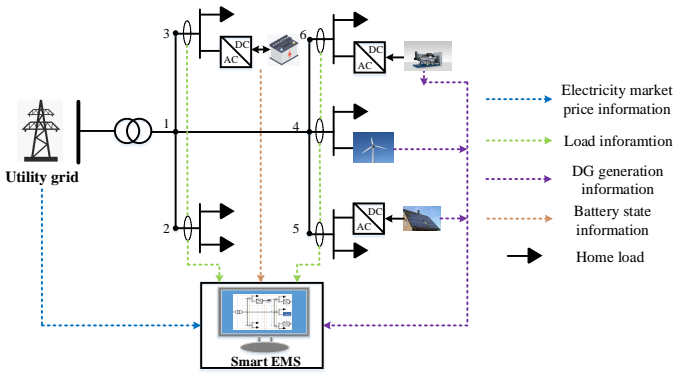 3
DC
AC
6
DC
AC
1
4
Utility grid
2
5
DC
AC
Electricity market
price information
Load inforamtion
DG generation
information
Battery state
information
Home load
Smart EMS